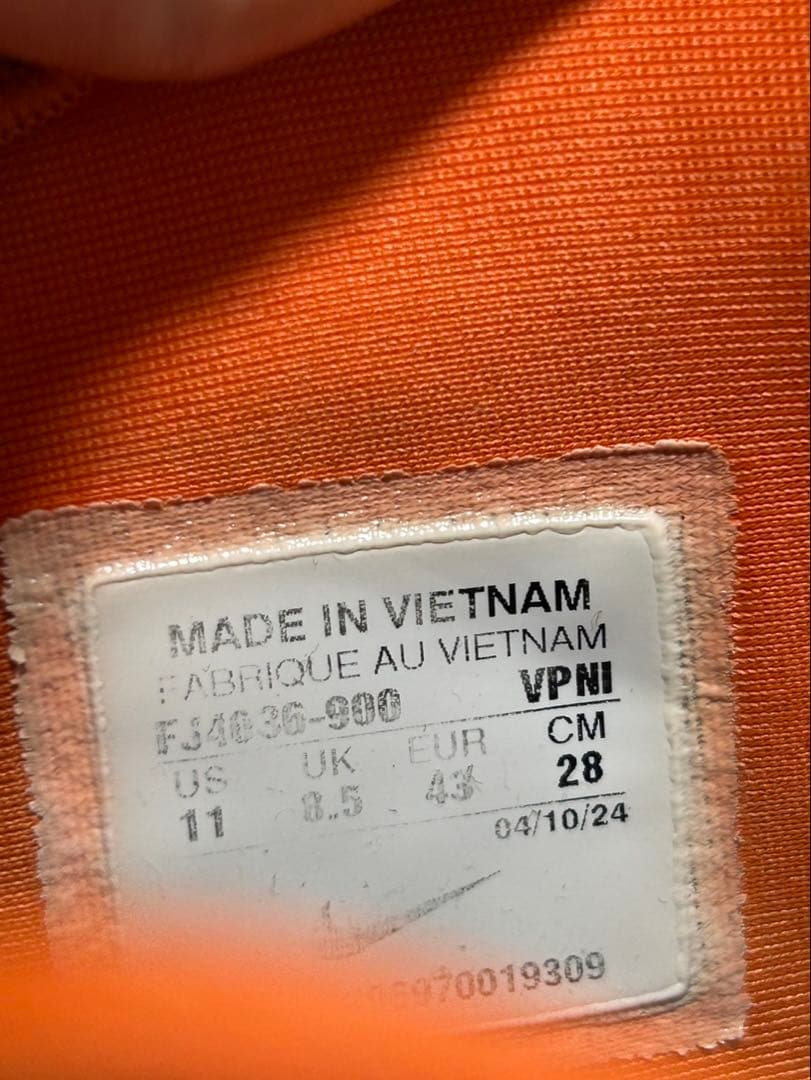 MADE IN VIETNAM
FABRIQUE AU VIETNAM
FJ4036-900 VPNI
US UK EUR CM
11 8.5 43 28
04/10/24
6970019309